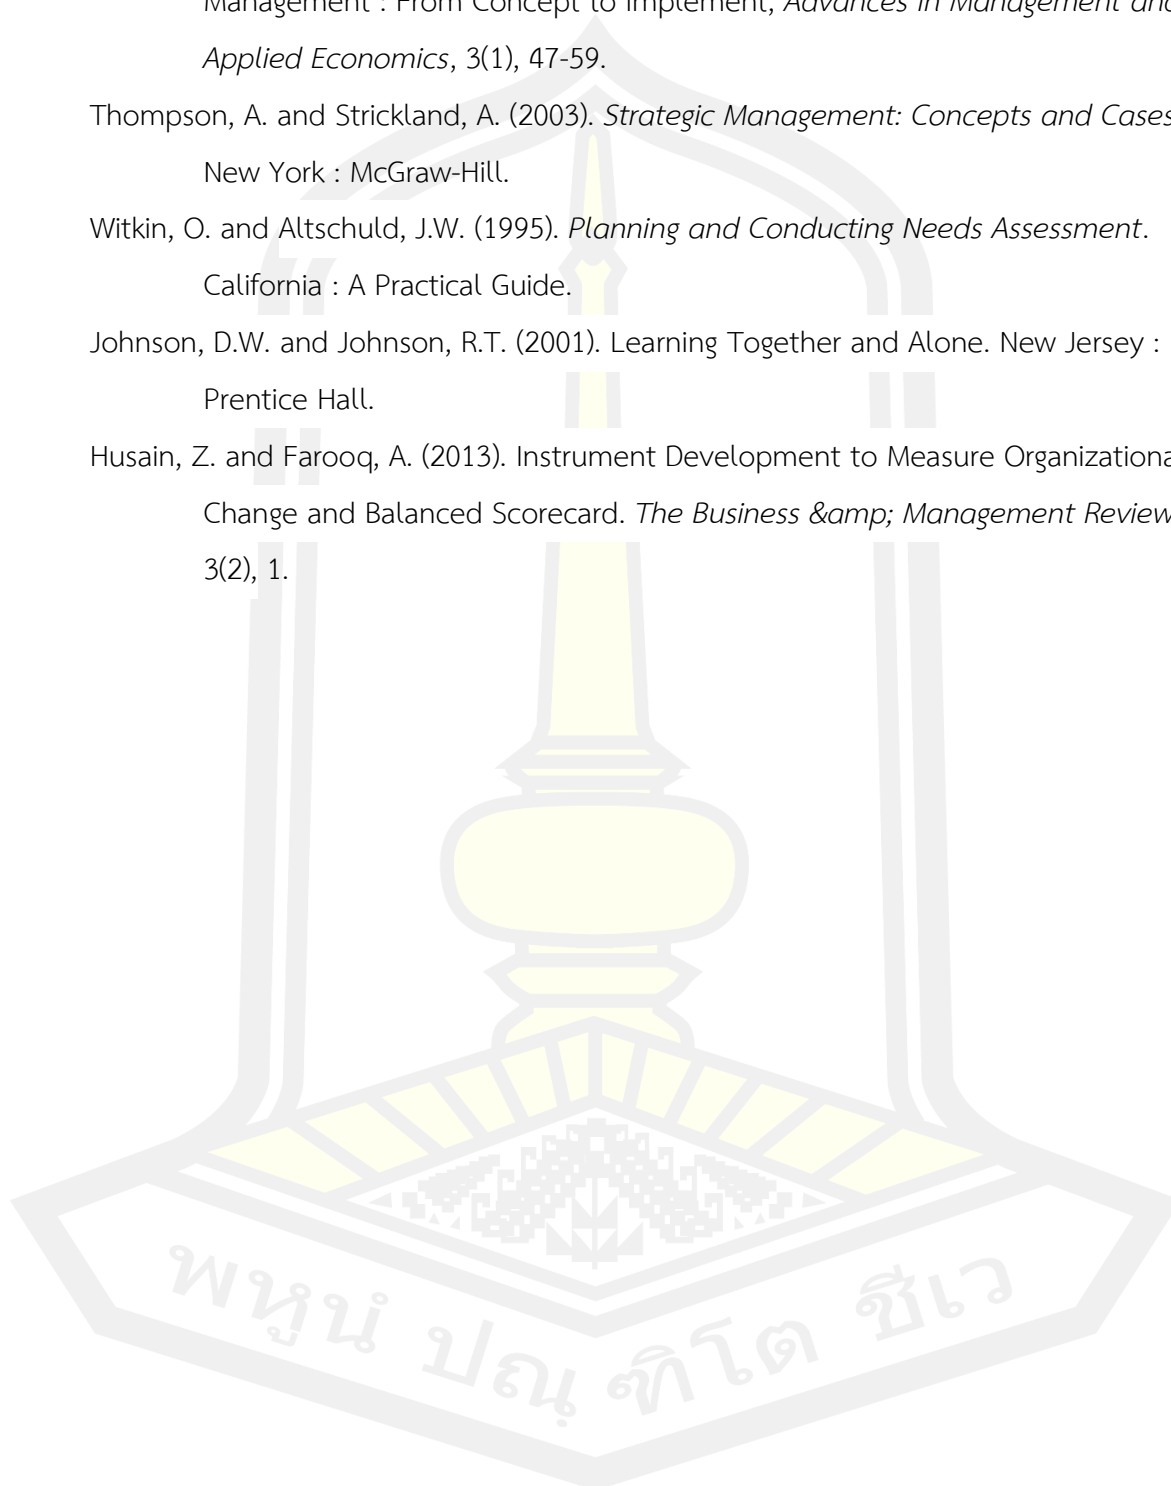 Management : From Concept to Implement, Advances in Management and
Applied Economics, 3(1), 47-59.
Thompson, A. and Strickland, A. (2003). Strategic Management: Concepts and Cases
New York : McGraw-Hill.
Witkin, O. and Altschuld, J.W. (1995). Planning and Conducting Needs Assessment.
California : A Practical Guide.
Johnson, D.W. and Johnson, R.T. (2001). Learning Together and Alone. New Jersey :
Prentice Hall.
Husain, Z. and Farooq, A. (2013). Instrument Development to Measure Organizationa
Change and Balanced Scorecard. The Business &amp; Management Review
3(2), 1.
พหูนํ ปณฺฑิโต ชีเว